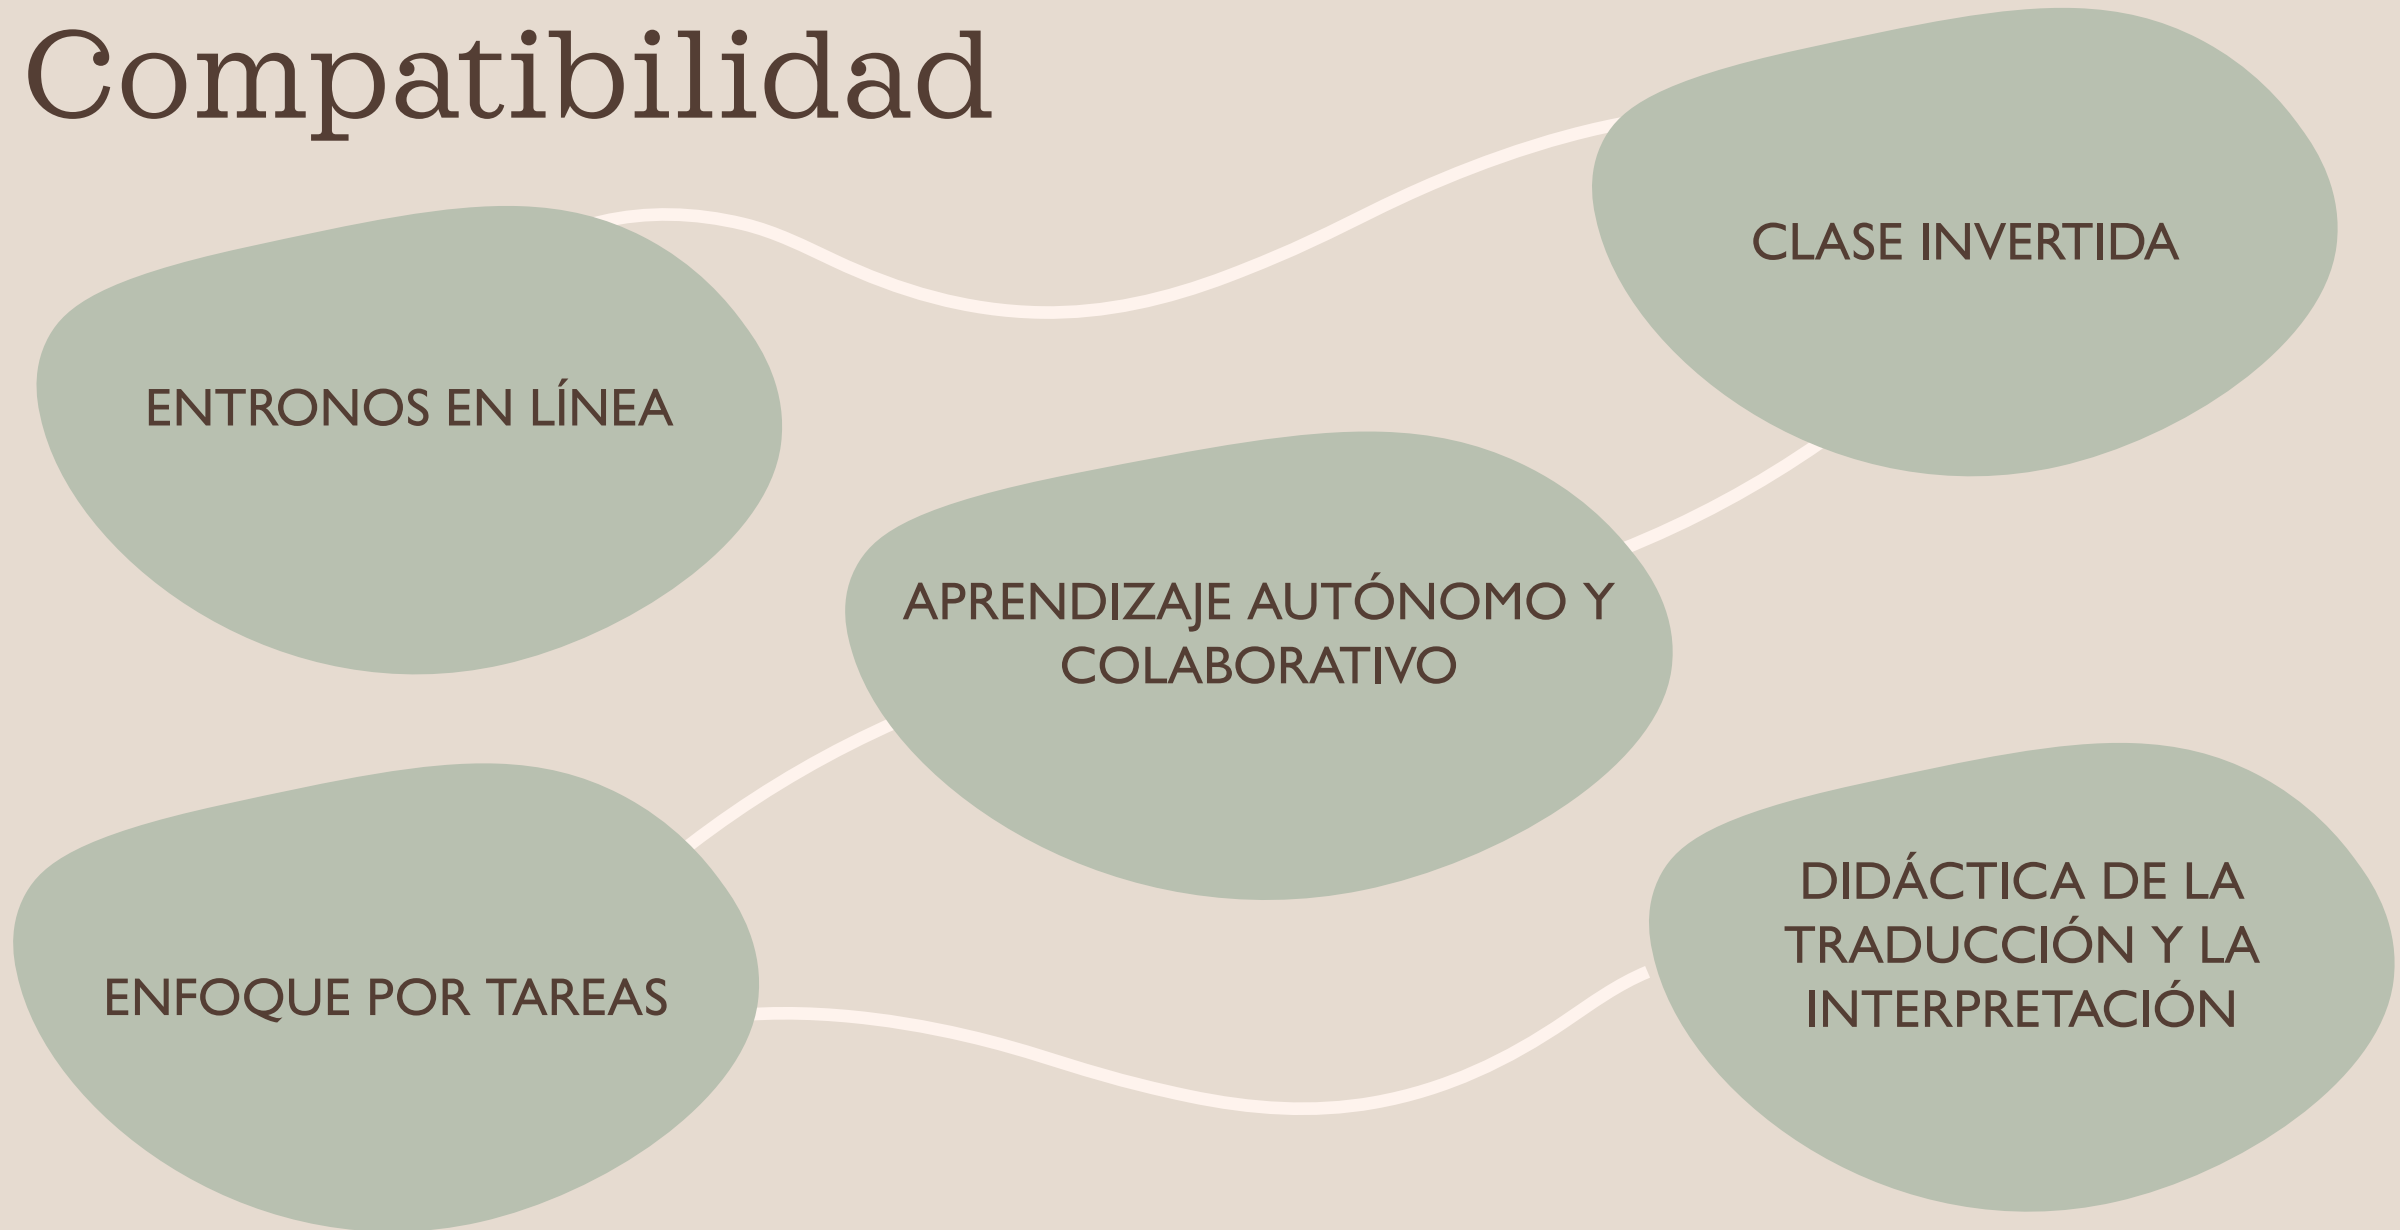 Compatibilidad
ENTRONOS EN LÍNEA
CLASE INVERTIDA
APRENDIZAJE AUTÓNOMO Y
COLABORATIVO
ENFOQUE POR TAREAS
DIDÁCTICA DE LA
TRADUCCIÓN Y LA
INTERPRETACIÓN